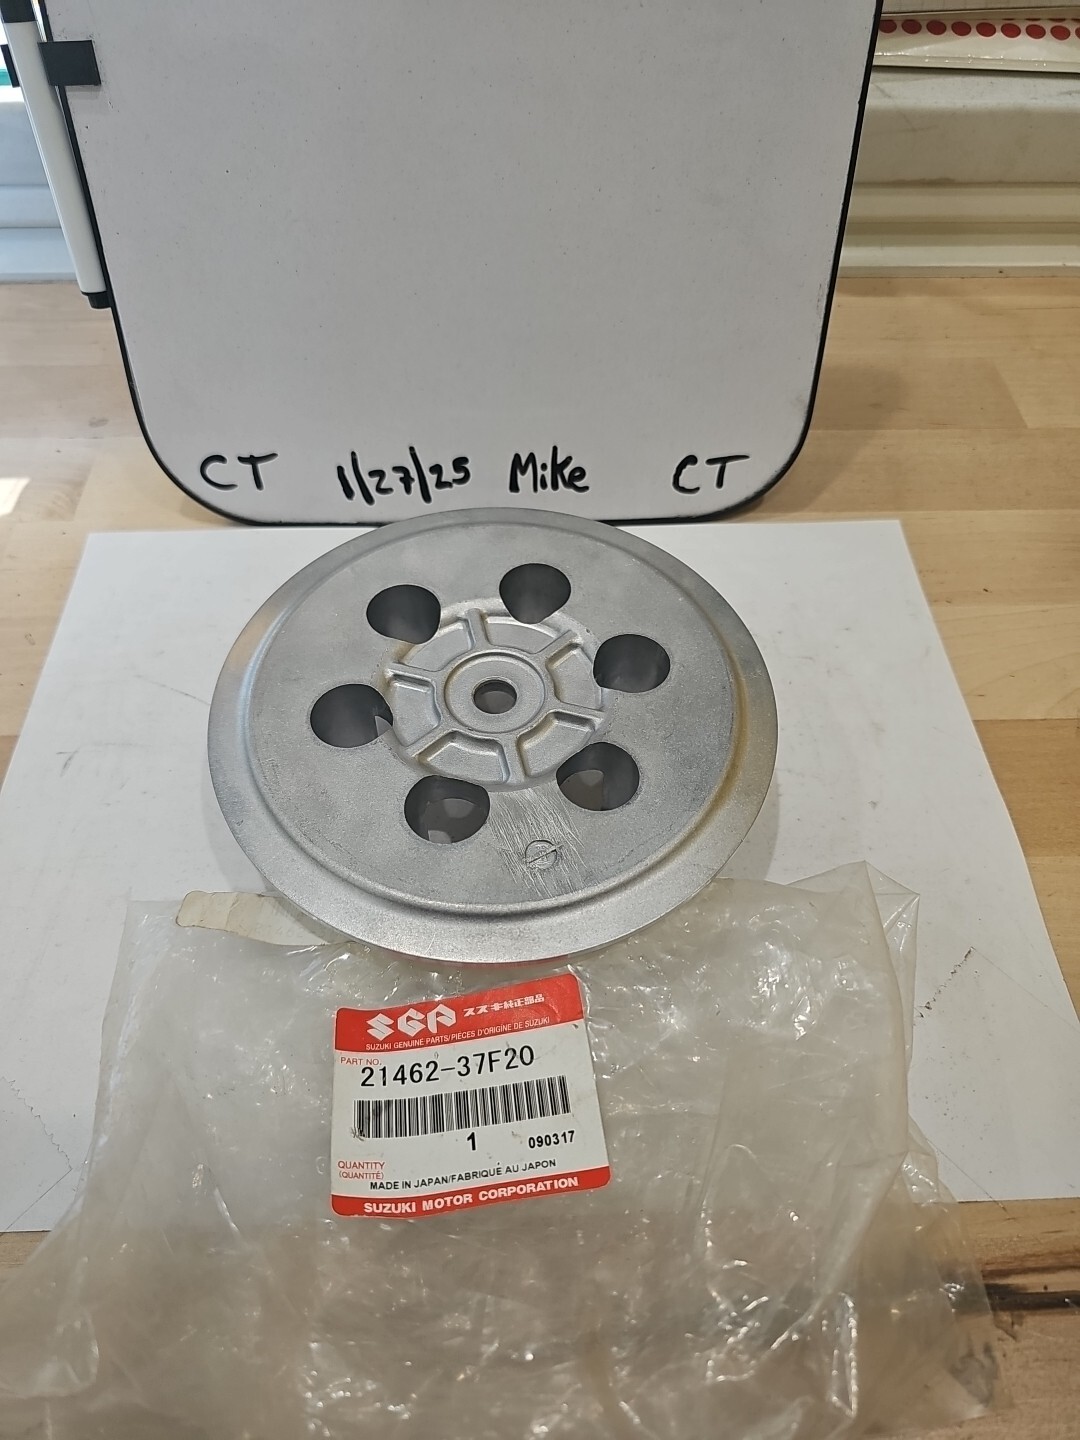 CT 1/27/25 Mike CT
SGP スズキ純正部品
SUZUKI GENUINE PARTS/PIECES D'ORIGINE DE SUZUKI
PART NO.
21462-37F20
1 090317
QUANTITY
(QUANTITÉ)
MADE IN JAPAN/FABRIQUÉ AU JAPON
SUZUKI MOTOR CORPORATION